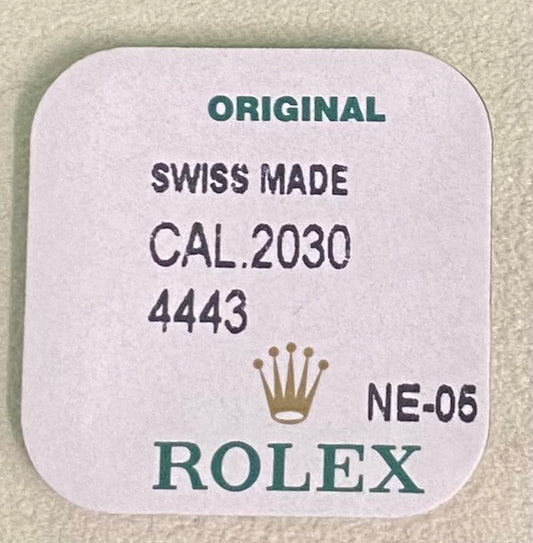 ORIGINAL
SWISS MADE
CAL.2030
4443
NE-05
ROLEX